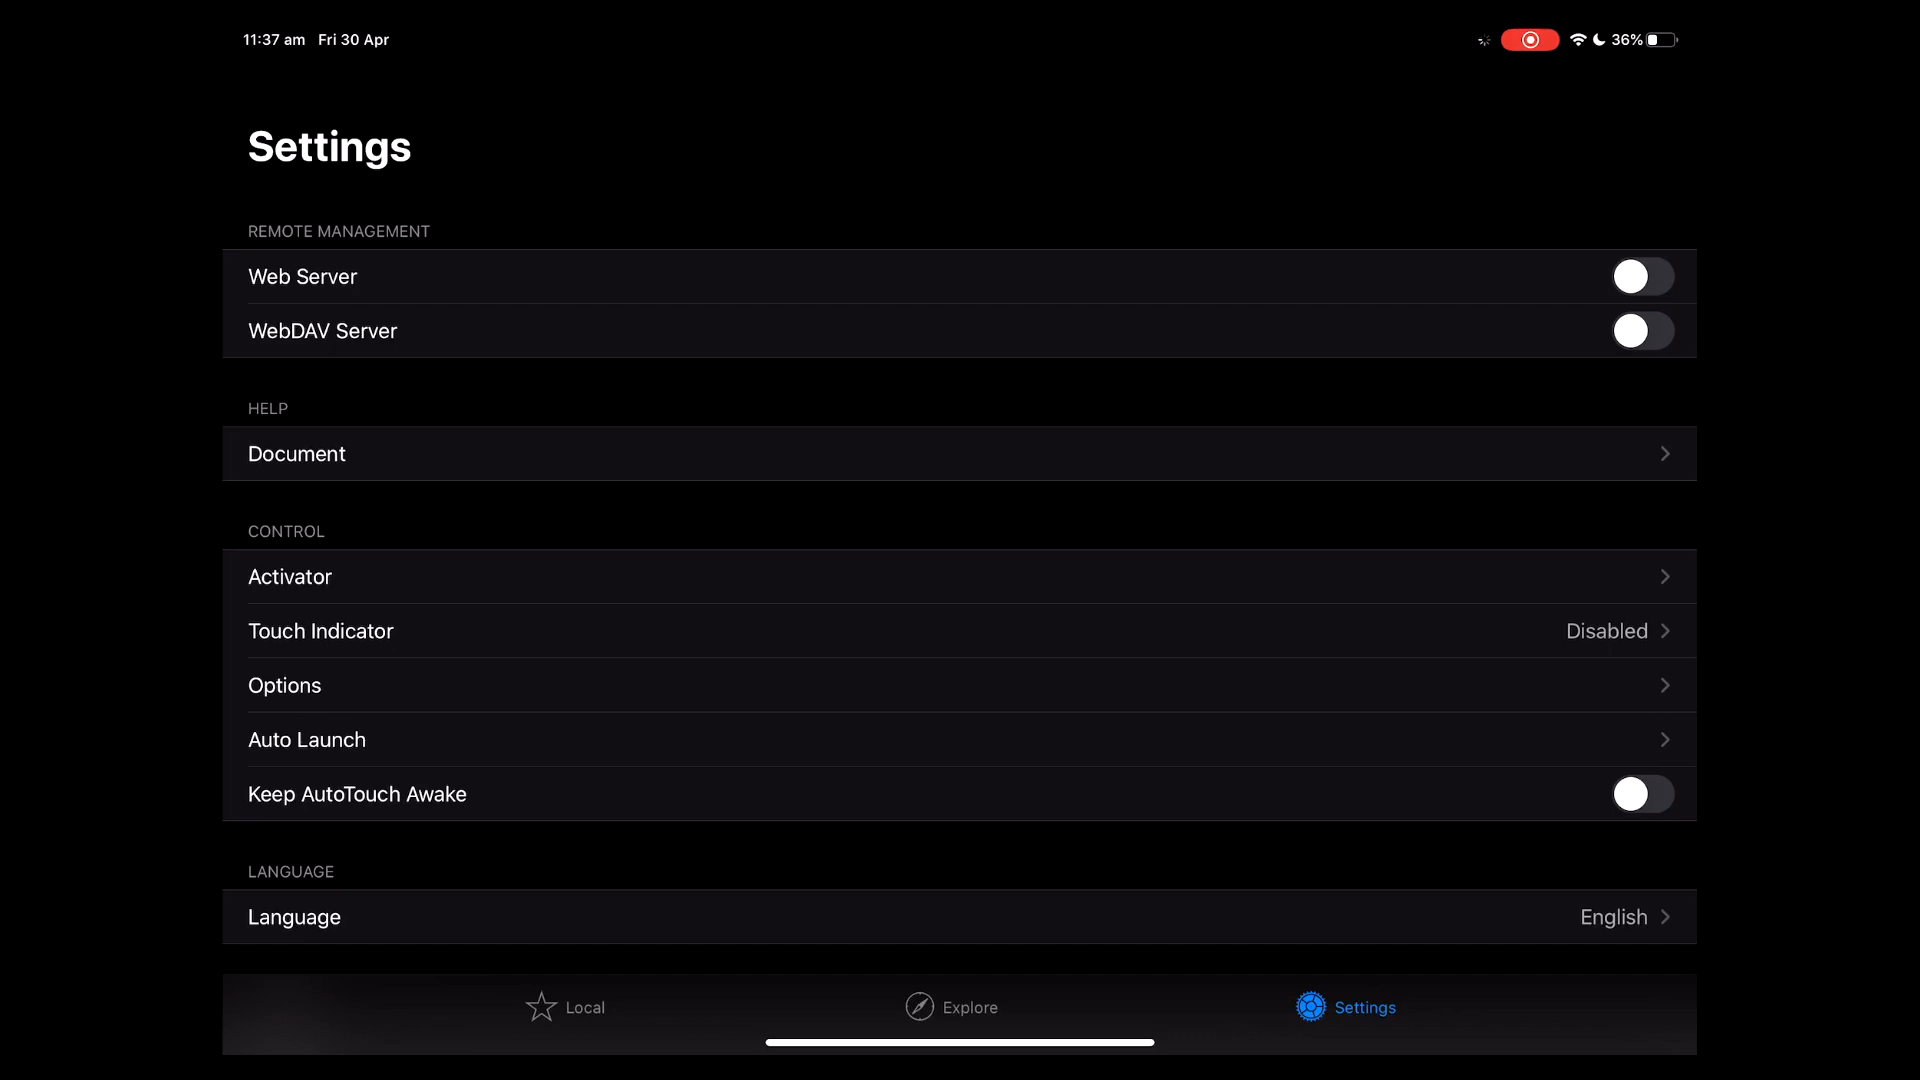 11:37 am Fri 30 Apr
36%
Settings
REMOTE MANAGEMENT
Web Server
WebDAV Server
HELP
Document
CONTROL
Activator
Touch Indicator Disabled
Options
Auto Launch
Keep AutoTouch Awake
LANGUAGE
Language English
Local Explore Settings